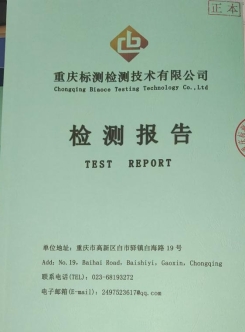 正本
重庆标测检测技术有限公司
Chongqing Biaoce Testing Technology Co.,Ltd
检测报告
TEST REPORT
单位地址：重庆市高新区白市驿镇白海路19号
Add: No.19, Baihai Road, Baishiyi, Gaoxin, Chongqing
联系电话(TEL): 023-68193272
电子邮箱(E-mail): 2497523617@qq.com